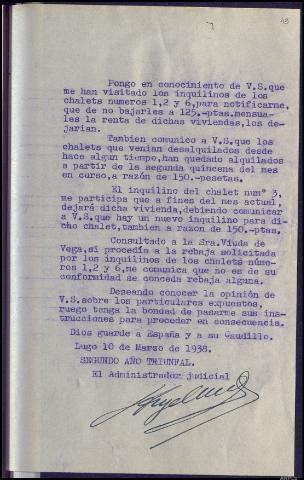 43
Pongo en conocimiento de V.S.que
me han visitado los inquilinos de los
chalets numeros 1,2 y 6,para notificarme,
que de no bajarles a 125.-ptas.mensua-
les la renta de dichas viviendas,los de-
jarian.
Tambien comunico a V.S.que los
chalets que venian desalquilados desde
hace algun tiempo,han quedado alquilados
a partir de la segunda quincena del mes
en curso,a razón de 150.-pesetas.
El inquilino del chalet numº 3,
me participa que a fines del mes actual,
dejará dicha vivienda,debiendo comunicar
a VS.que hay un nuevo inquilino para di-
cho chalet,tambien a razon de 150.-ptas.
Consultado a la Sra.Viuda de
Vega,si procedia a la rebaja solicitada
por los inquilinos de los chalets núme-
ros 1,2 y 6,me comunica que no es de su
conformidad se conceda rebaja alguna.
Deseando conocer la opinión de
V.S.sobre los particulares expuestos,
ruego tenga la bondad de pasarme sus ins-
trucciones para proceder en consecuencia.
Dios guarde a España y a su Caudillo.
Lugo 10 de Marzo de 1938.
SEGUNDO AÑO TRIUNFAL.
El Administrador judicial